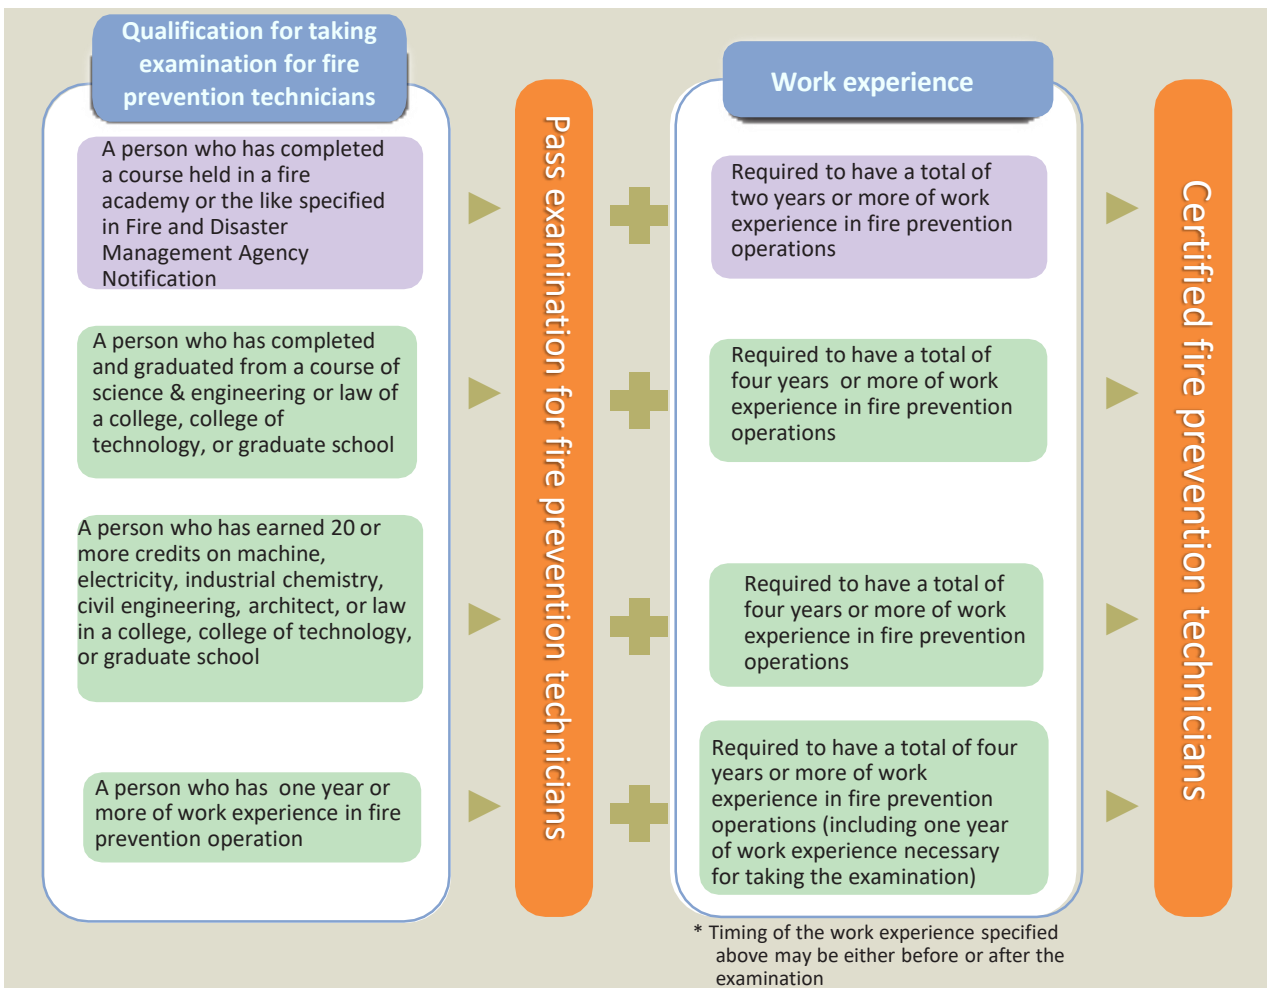 Qualification for taking
examination for fire
prevention technicians
A person who has completed
a course held in a fire
academy or the like specified
in Fire and Disaster
Management Agency
Notification
A person who has completed
and graduated from a course of
science & engineering or law of
a college, college of
technology, or graduate school
A person who has earned 20 or
more credits on machine,
electricity, industrial chemistry,
civil engineering, architect, or law
in a college, college of technology,
or graduate school
A person who has one year or
more of work experience in fire
prevention operation
Pass examination for fire prevention technicians
Work experience
Required to have a total of
two years or more of work
experience in fire prevention
operations
Required to have a total of
four years or more of work
experience in fire prevention
operations
Required to have a total of
four years or more of work
experience in fire prevention
operations
Required to have a total of four
years or more of work
experience in fire prevention
operations (including one year
of work experience necessary
for taking the examination)
* Timing of the work experience specified
above may be either before or after the
examination
Certified fire prevention technicians